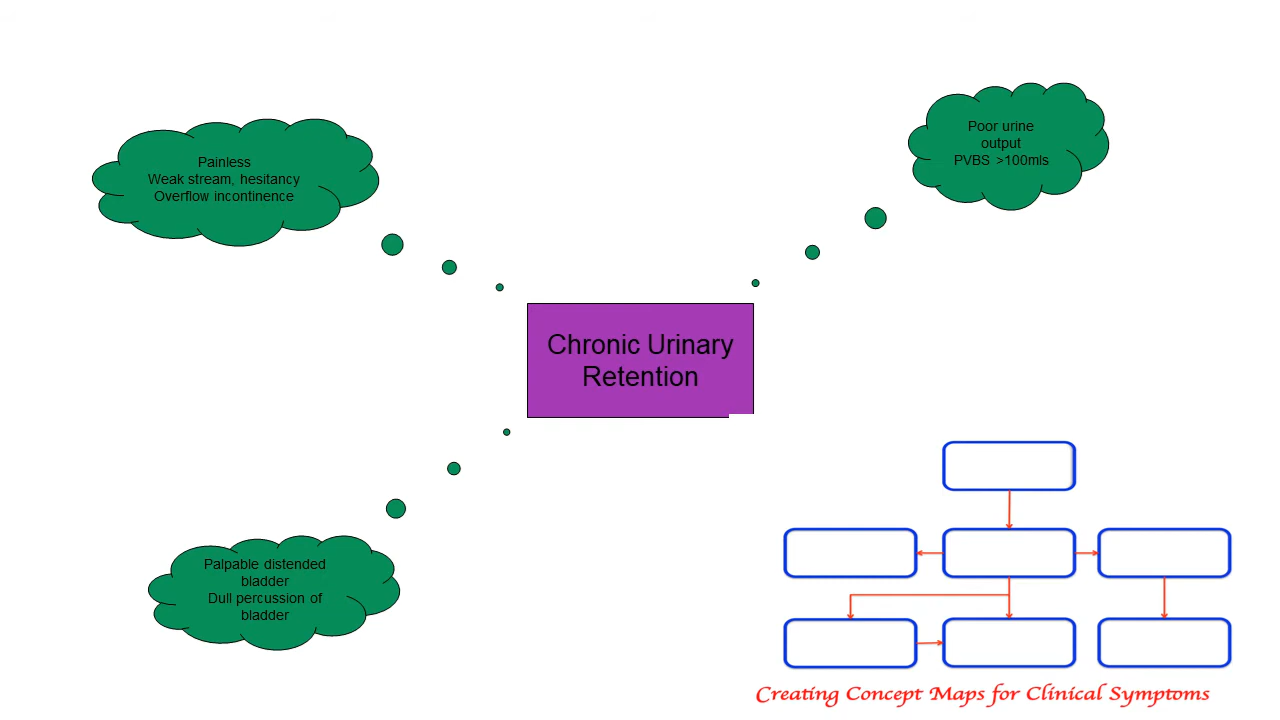 Painless
Weak stream, hesitancy
Overflow incontinence
Poor urine
output
PVBS >100mls
Chronic Urinary
Retention
Palpable distended
bladder
Dull percussion of
bladder
Creating Concept Maps for Clinical Symptoms